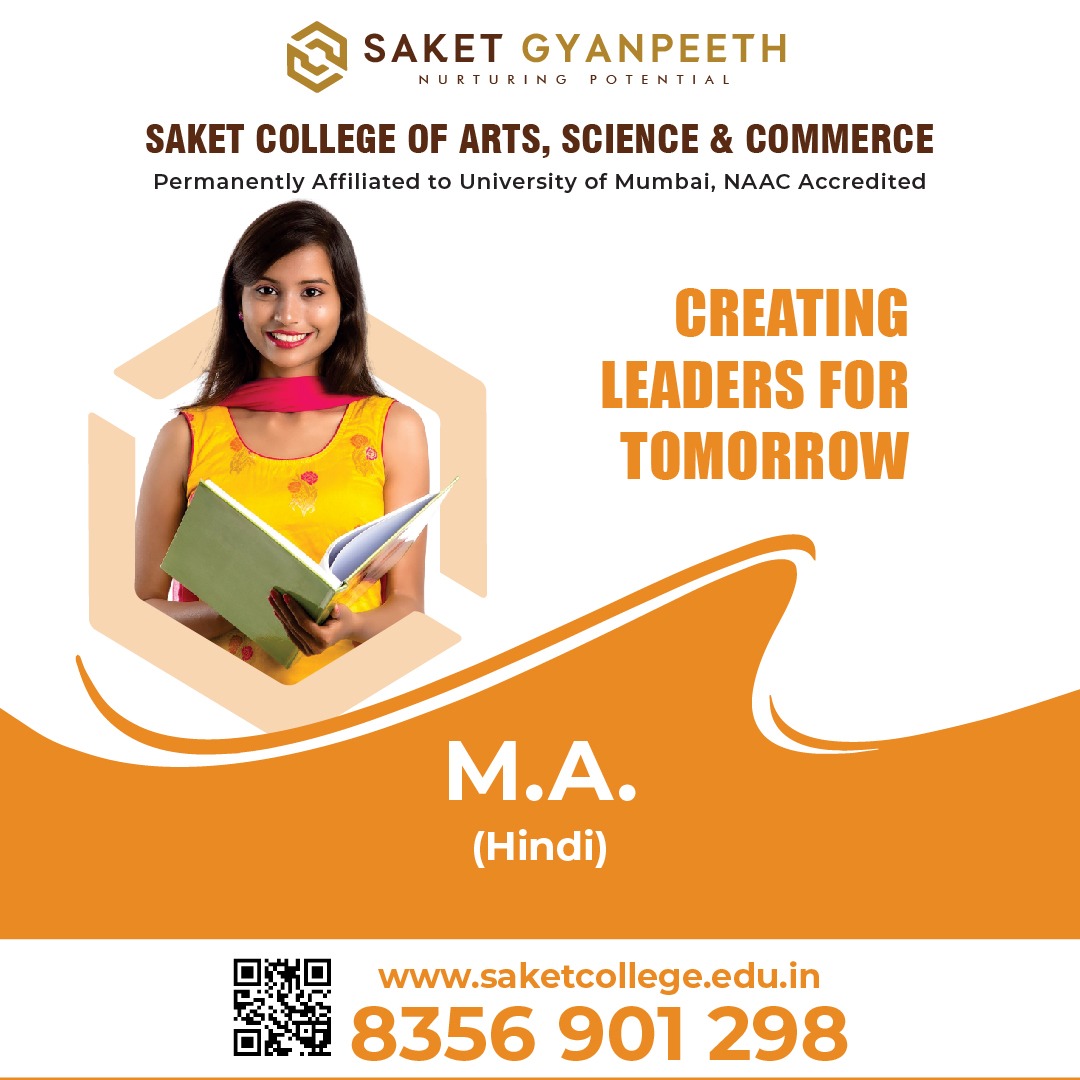 SAKET GYANPEETH
NURTURING POTENTIAL
SAKET COLLEGE OF ARTS, SCIENCE & COMMERCE
Permanently Affiliated to University of Mumbai, NAAC Accredited
CREATING
LEADERS FOR
TOMORROW
M.A.
(Hindi)
www.saketcollege.edu.in
8356 901 298